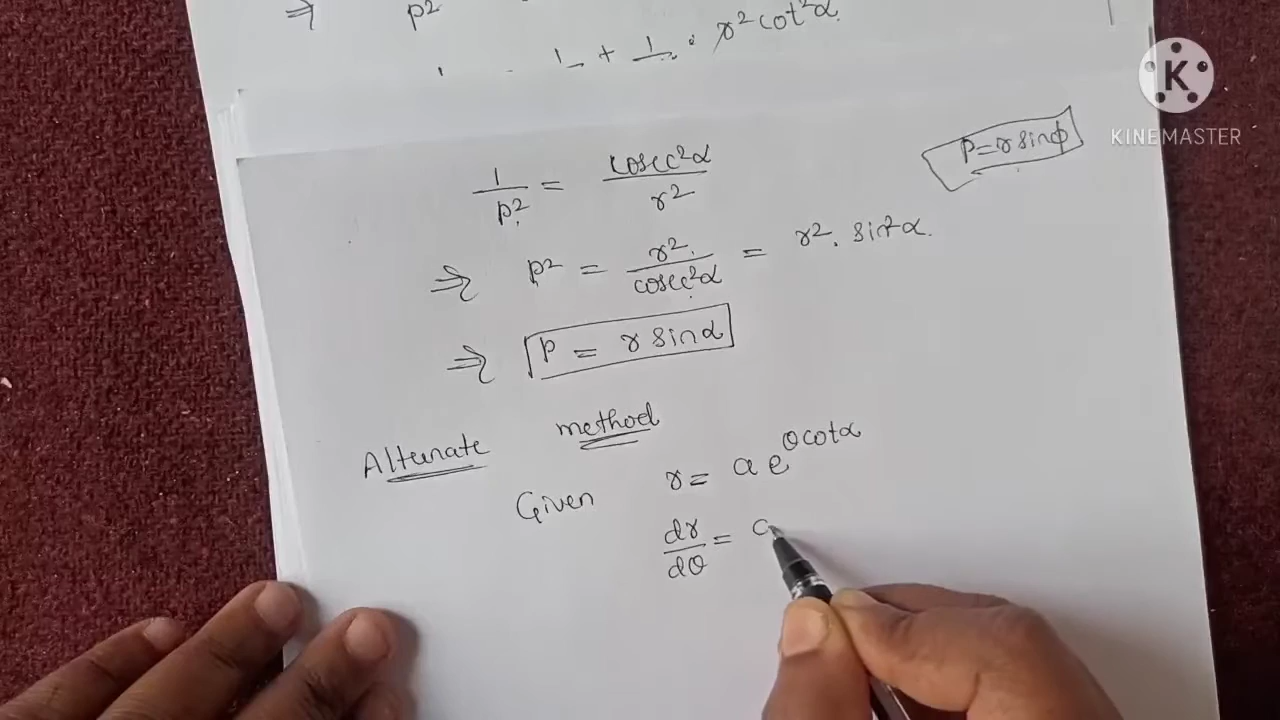 ⇒ p²
1/ + 1/ · r² cot²α.
K
KINEMASTER
P = r sinϕ
1/p² = cosec²α/r²
⇒ p² = r²/cosec²α = r². sin²α.
⇒ P = r sinα
Alternate method
Given r = a e^θcotα
dr/dθ =